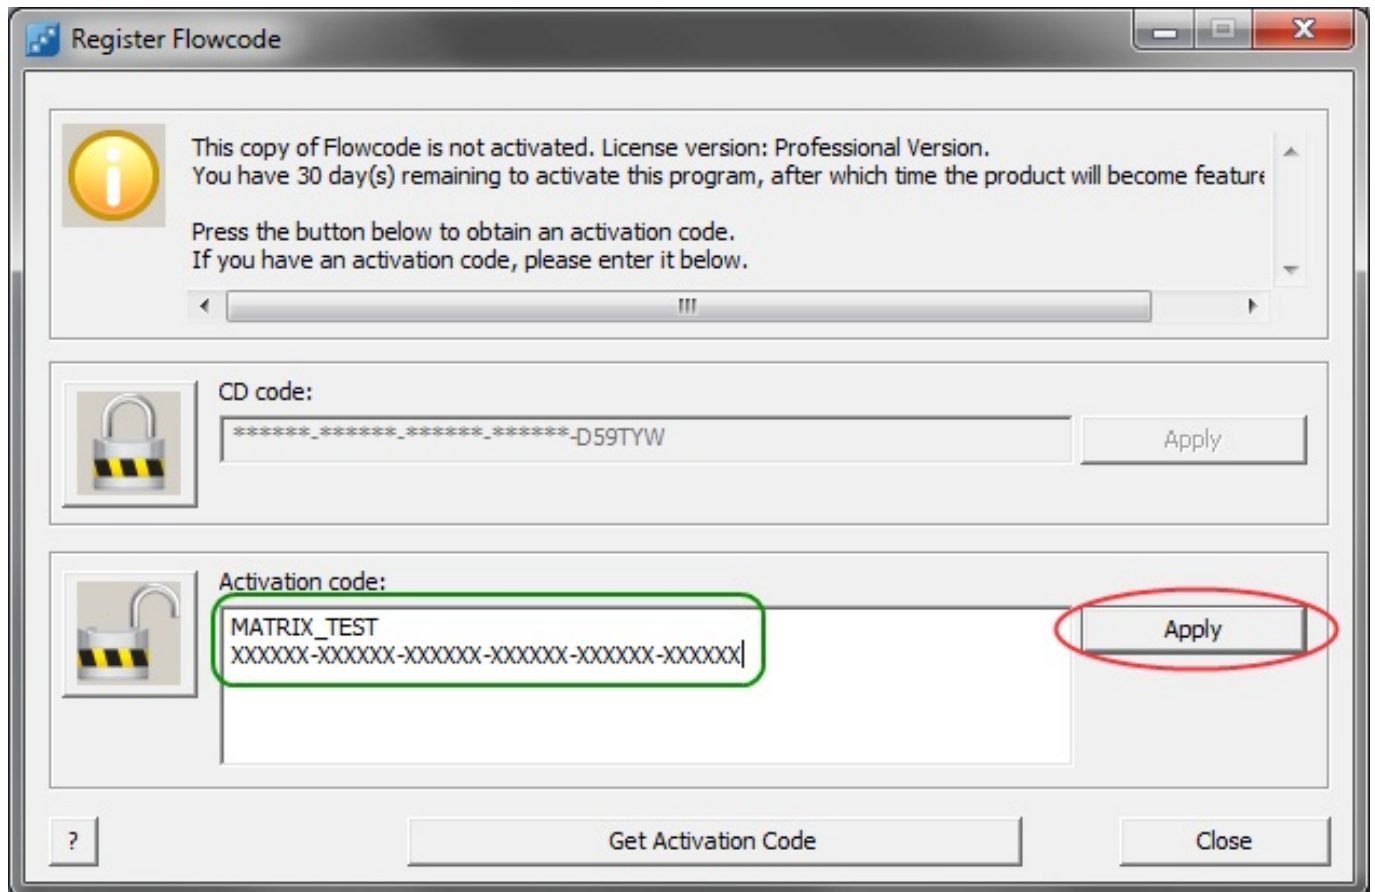 Register Flowcode
This copy of Flowcode is not activated. License version: Professional Version.
You have 30 day(s) remaining to activate this program, after which time the product will become feature
Press the button below to obtain an activation code.
If you have an activation code, please enter it below.
CD code:
******-******-******-******-D59TYW
Apply
Activation code:
MATRIX_TEST
XXXXXX-XXXXXX-XXXXXX-XXXXXX-XXXXXX-XXXXXX
Apply
?
Get Activation Code
Close